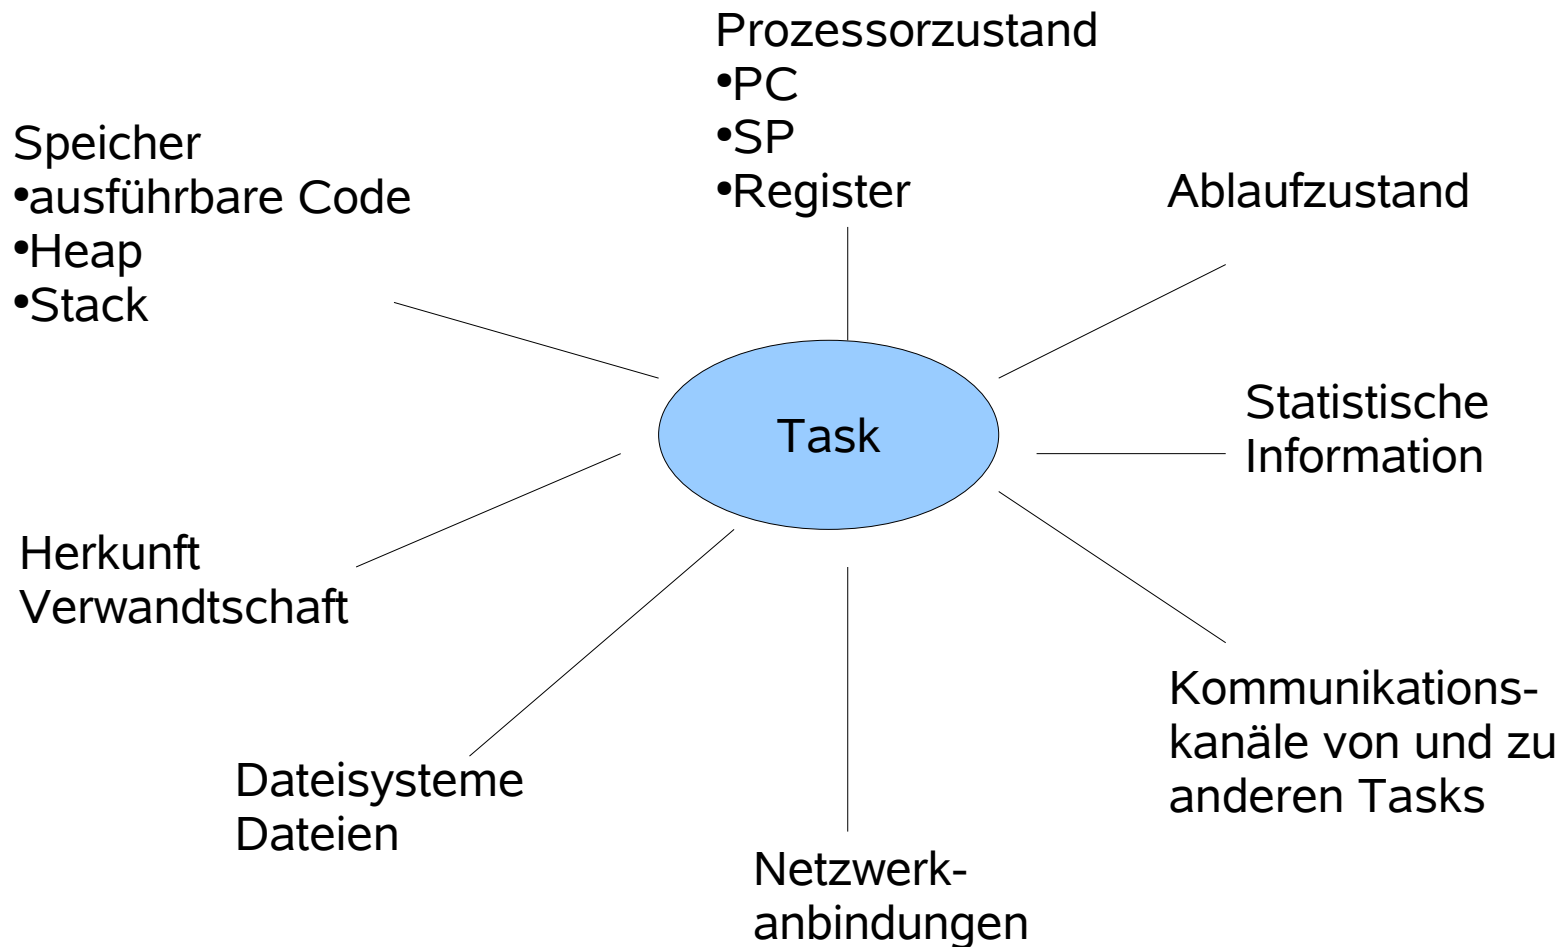 Prozessorzustand
•PC
•SP
•Register
Speicher
•ausführbare Code
•Heap
•Stack
Ablaufzustand
Task
Statistische
Information
Herkunft
Verwandtschaft
Kommunikations-
kanäle von und zu
anderen Tasks
Dateisysteme
Dateien
Netzwerk-
anbindungen